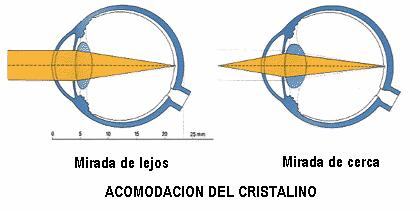 0 5 10 15 20 25 mm
Mirada de lejos
Mirada de cerca
ACOMODACION DEL CRISTALINO